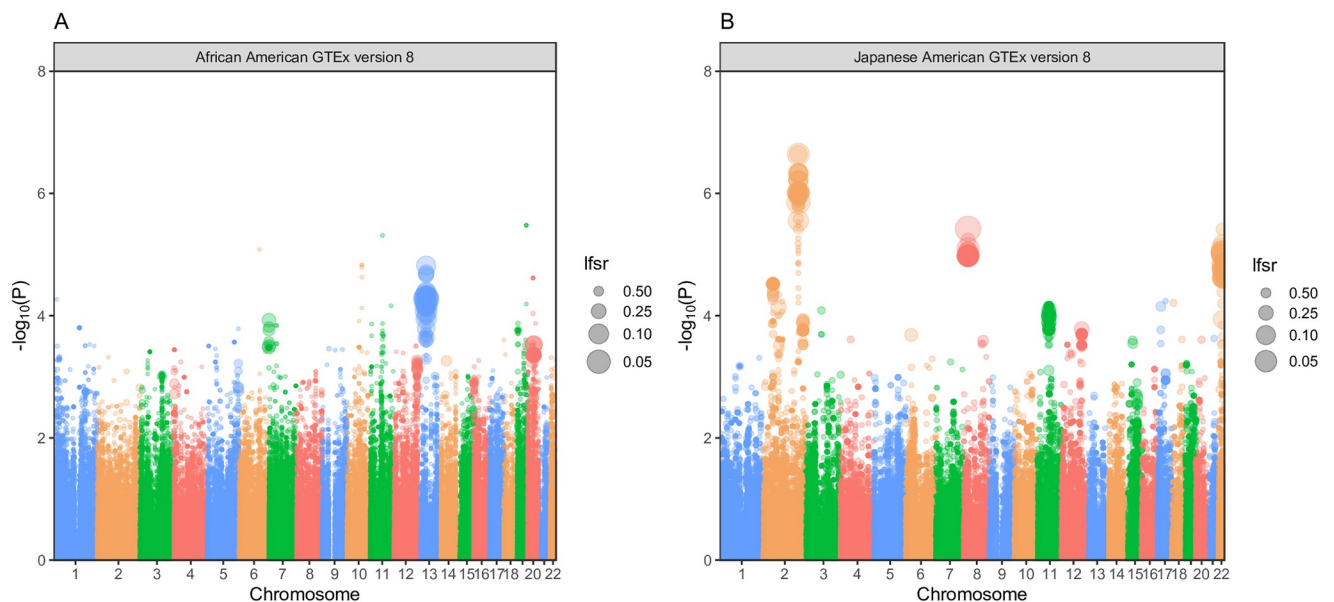 A
African American GTEx version 8
8
6
4
2
0
-log10(P)
1 2 3 4 5 6 7 8 9 10 11 12 13 14 15 16 17 18 20 22
Chromosome
lfsr
0.50
0.25
0.10
0.05
B
Japanese American GTEx version 8
8
6
4
2
0
-log10(P)
1 2 3 4 5 6 7 8 9 10 11 12 13 14 15 16 17 18 20 22
Chromosome
lfsr
0.50
0.25
0.10
0.05